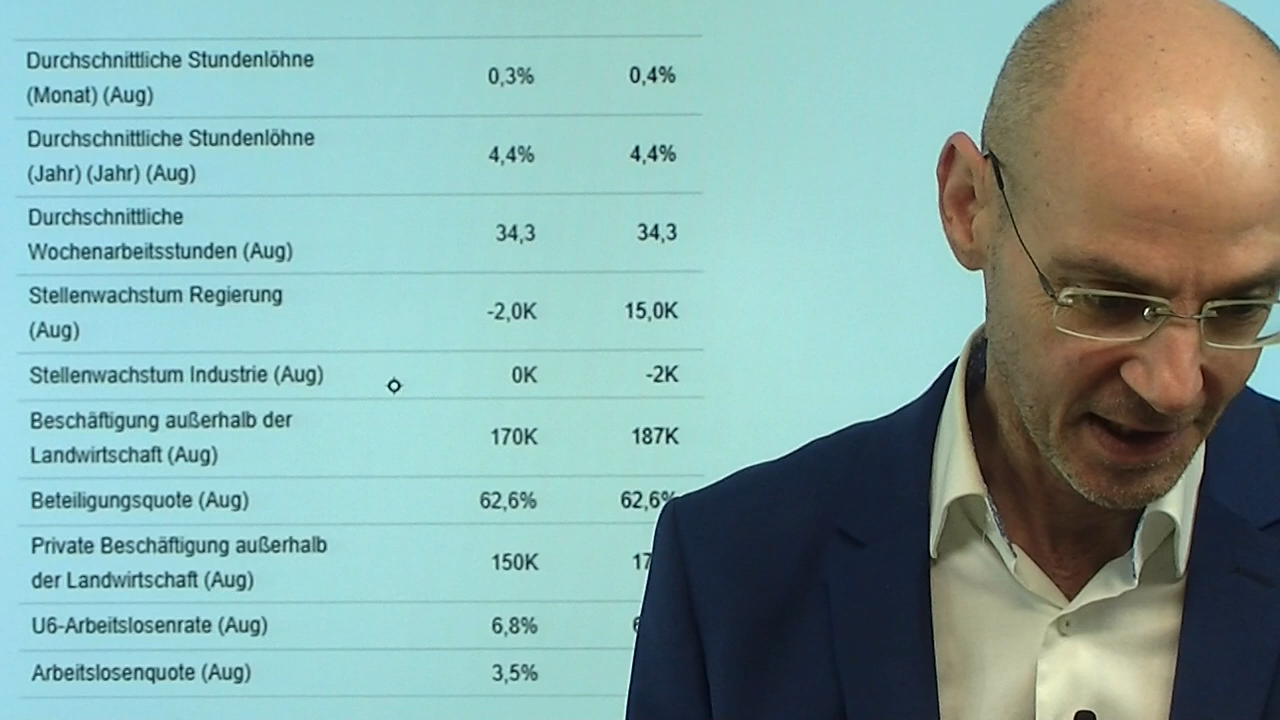 Durchschnittliche Stundenlöhne
(Monat) (Aug) 0,3% 0,4%
Durchschnittliche Stundenlöhne
(Jahr) (Jahr) (Aug) 4,4% 4,4%
Durchschnittliche
Wochenarbeitsstunden (Aug) 34,3 34,3
Stellenwachstum Regierung
(Aug) -2,0K 15,0K
Stellenwachstum Industrie (Aug) 0K -2K
Beschäftigung außerhalb der
Landwirtschaft (Aug) 170K 187K
Beteiligungsquote (Aug) 62,6% 62,6%
Private Beschäftigung außerhalb
der Landwirtschaft (Aug) 150K 17
U6-Arbeitslosenrate (Aug) 6,8%
Arbeitslosenquote (Aug) 3,5%